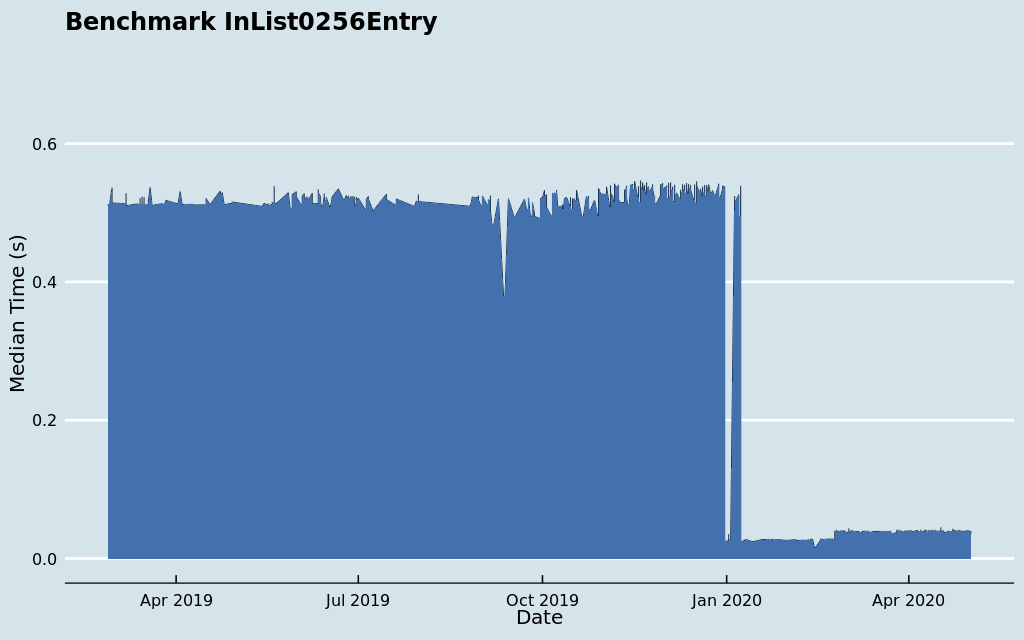 Benchmark InList0256Entry
Median Time (s)
0.6
0.4
0.2
0.0
Apr 2019
Jul 2019
Oct 2019
Jan 2020
Apr 2020
Date